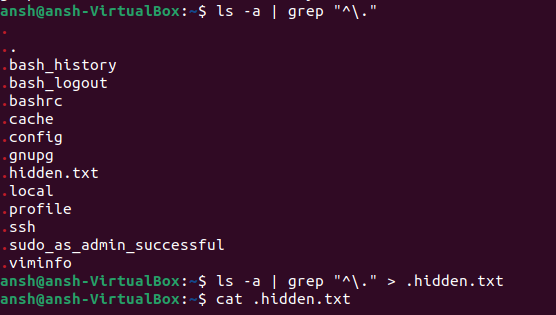 ansh@ansh-VirtualBox:~$ ls -a | grep "^\."
.
..
.bash_history
.bash_logout
.bashrc
.cache
.config
.gnupg
.hidden.txt
.local
.profile
.ssh
.sudo_as_admin_successful
.viminfo
ansh@ansh-VirtualBox:~$ ls -a | grep "^\." > .hidden.txt
ansh@ansh-VirtualBox:~$ cat .hidden.txt